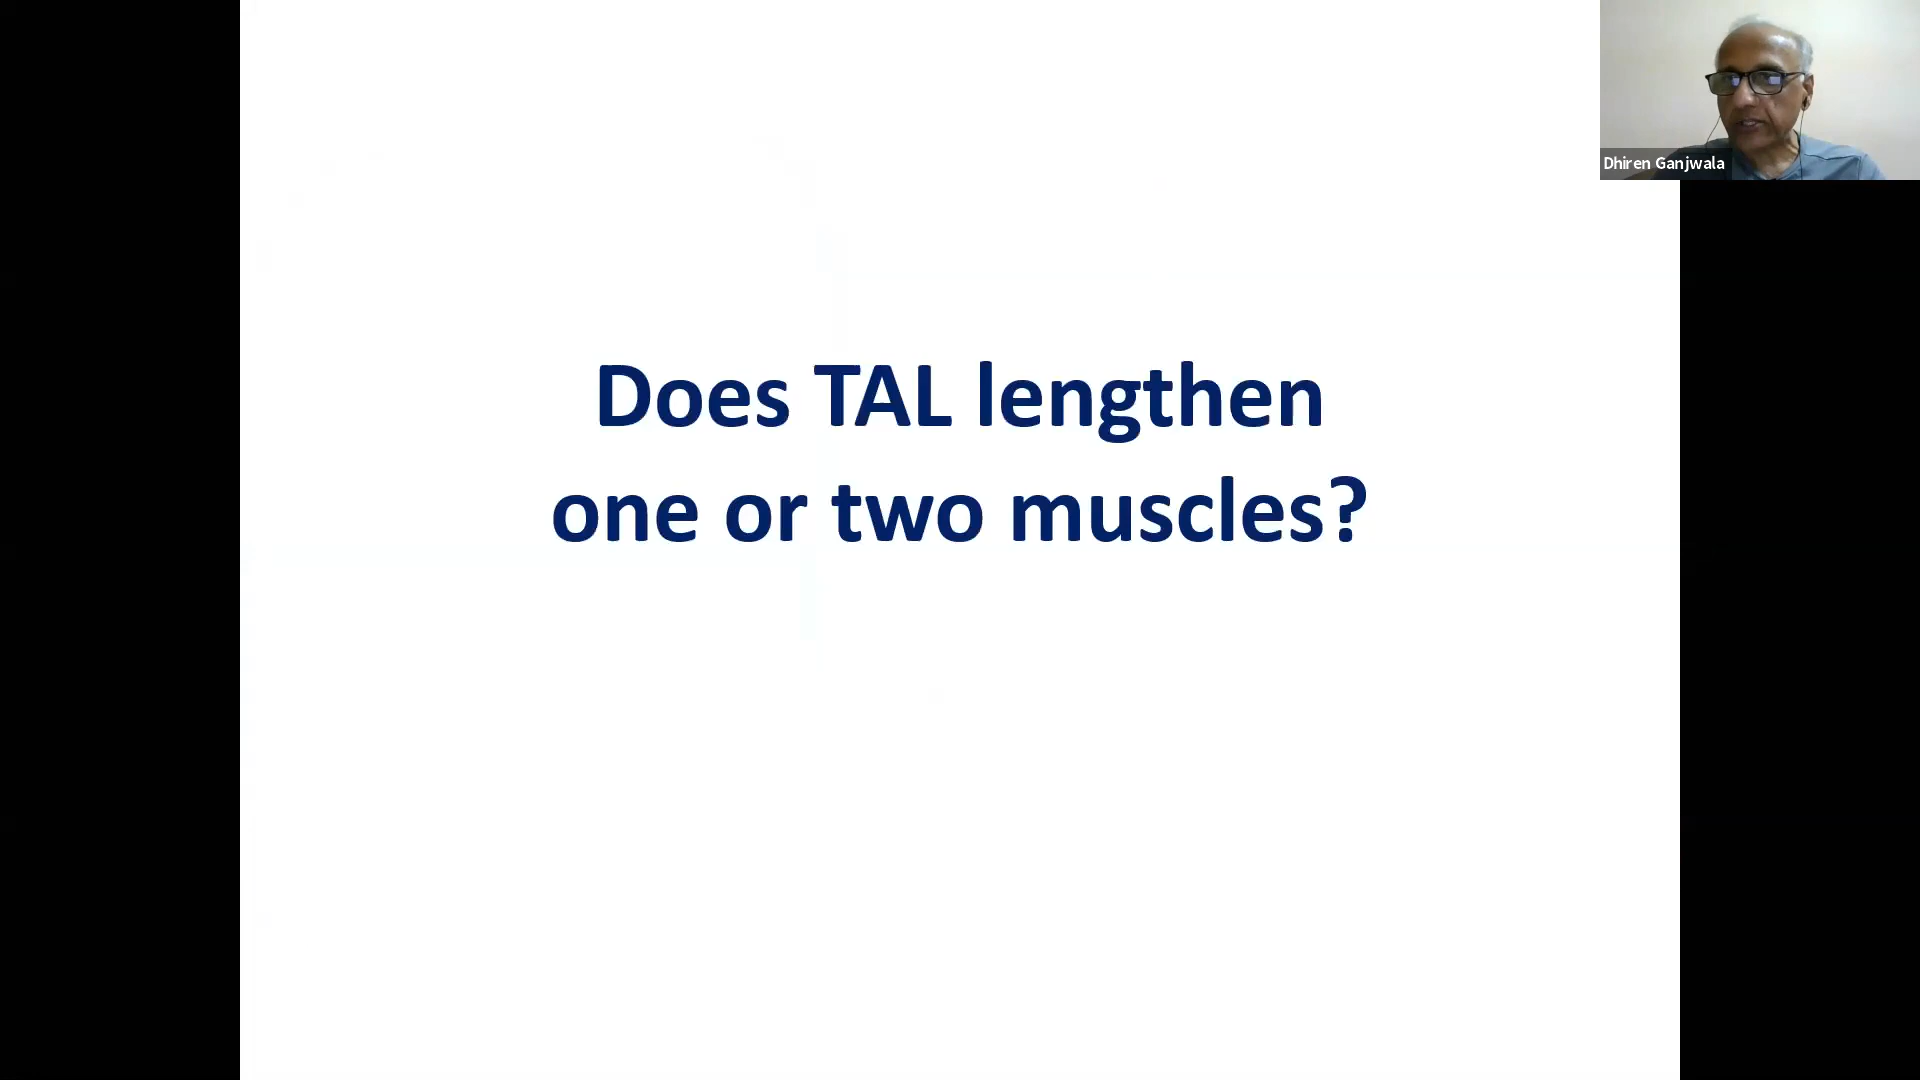 Dhiren Ganjwala
Does TAL lengthen
one or two muscles?